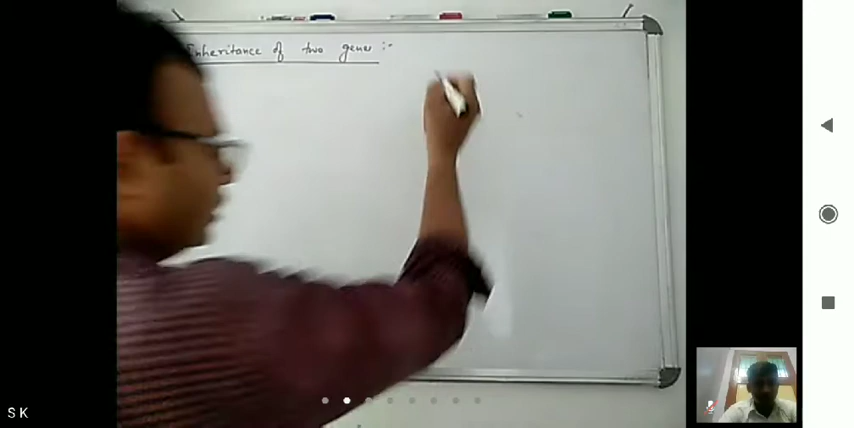 Inheritance of two genes :-
S K